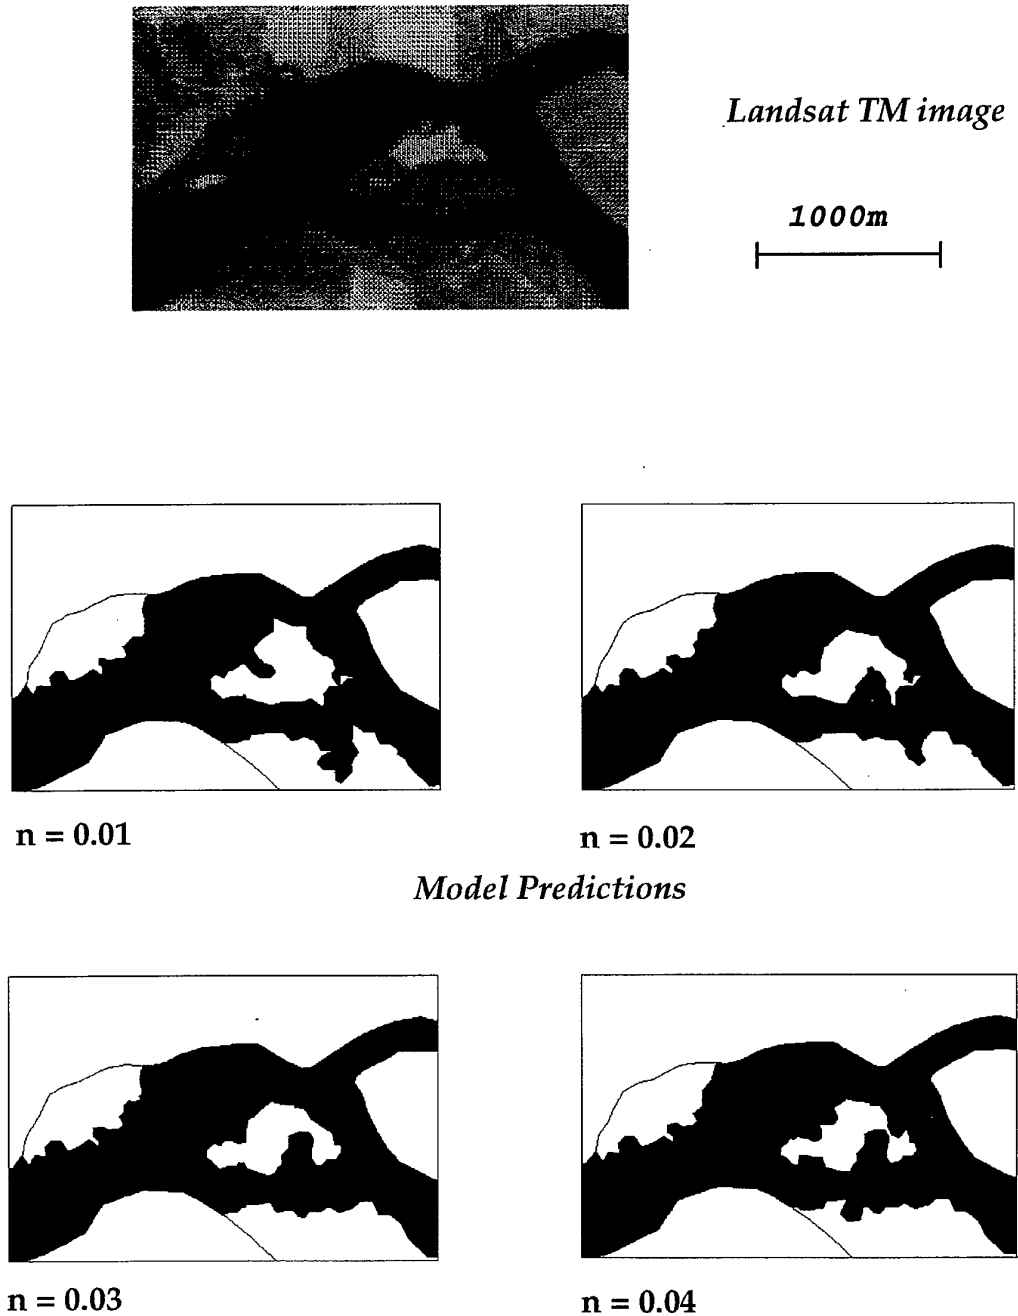 Landsat TM image
1000m
n = 0.01
n = 0.02
Model Predictions
n = 0.03
n = 0.04